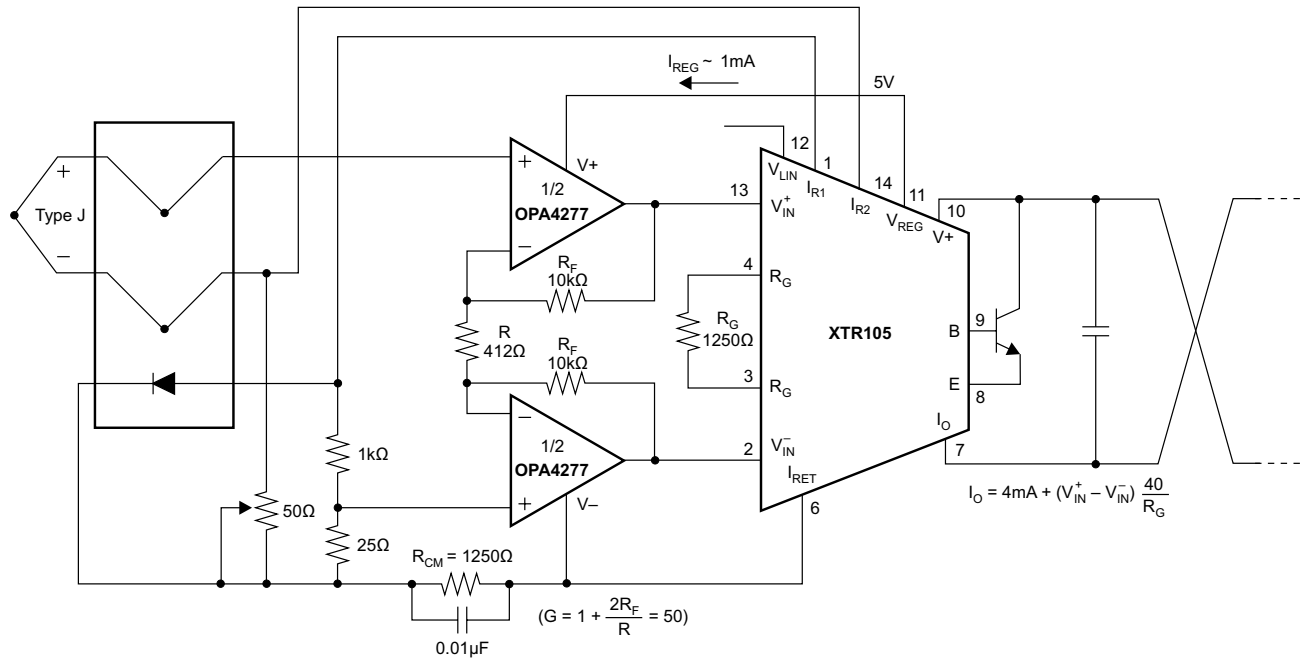 I_REG ~ 1mA
5V
Type J
+
−
+
−
V+
1/2
OPA4277
R_F
10kΩ
R
412Ω
R_F
10kΩ
−
+
1/2
OPA4277
V−
1kΩ
25Ω
50Ω
R_CM = 1250Ω
0.01µF
(G = 1 + 2R_F / R = 50)
13
4
3
2
R_G
1250Ω
12
1
14
11
10
V_LIN
I_R1
I_R2
V_REG
V+
V_IN^+
R_G
R_G
V_IN^−
I_RET
XTR105
B
E
I_O
9
8
7
6
I_O = 4mA + (V_IN^+ − V_IN^−) 40 / R_G